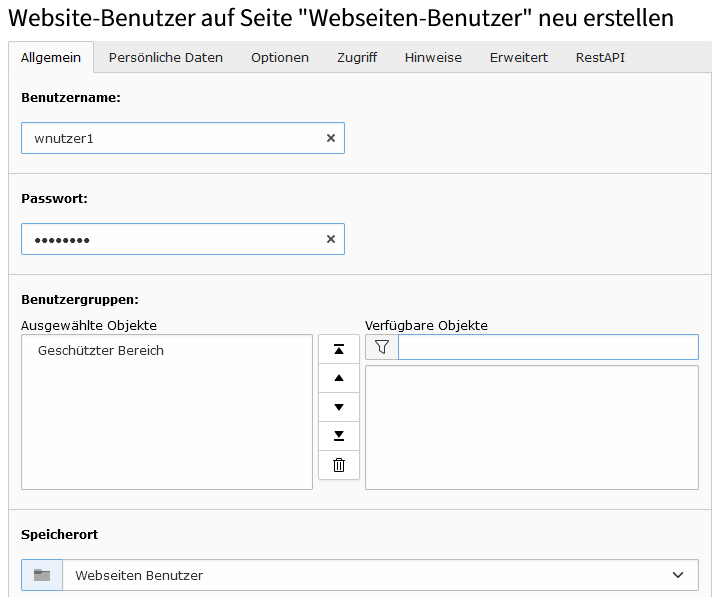 Website-Benutzer auf Seite "Webseiten-Benutzer" neu erstellen
Allgemein Persönliche Daten Optionen Zugriff Hinweise Erweitert RestAPI
Benutzername:
wnutzer1
Passwort:
••••••••
Benutzergruppen:
Ausgewählte Objekte Verfügbare Objekte
Geschützter Bereich
Speicherort
Webseiten Benutzer